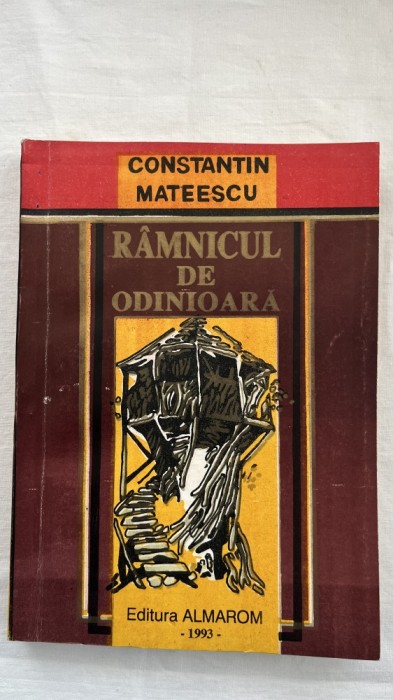 CONSTANTIN
MATEESCU
RÂMNICUL
DE
ODINIOARĂ
Editura ALMAROM
- 1993 -